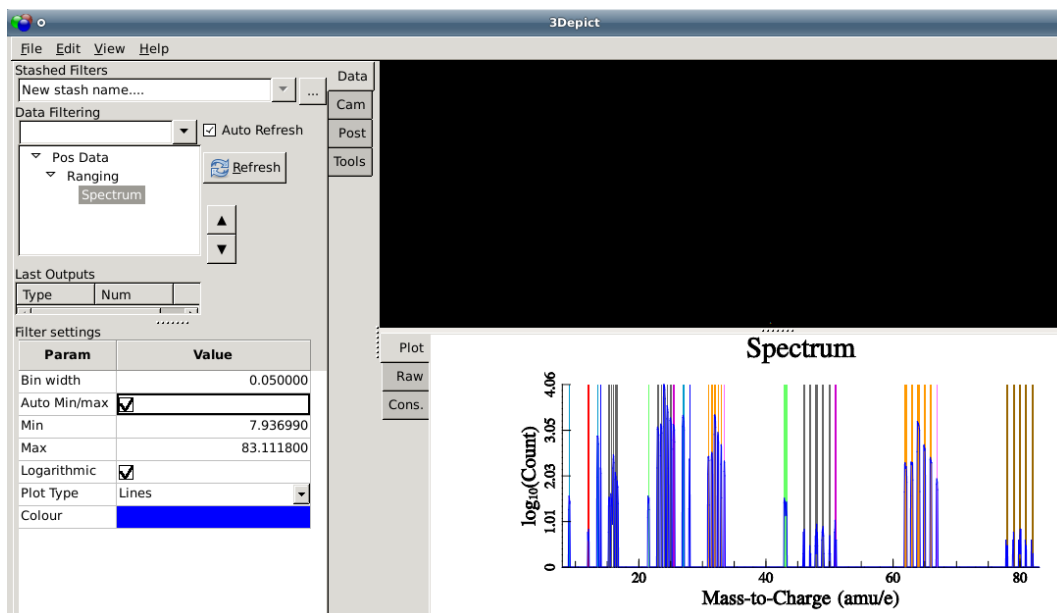 3Depict
File Edit View Help
Stashed Filters
New stash name....
...
Data Filtering
Auto Refresh
Pos Data
Ranging
Spectrum
Refresh
Last Outputs
Type Num
Filter settings
Param Value
Bin width 0.050000
Auto Min/max
Min 7.936990
Max 83.111800
Logarithmic
Plot Type Lines
Colour
Data
Cam
Post
Tools
Plot
Raw
Cons.
Spectrum
log₁₀(Count)
4.06
3.05
2.03
1.01
0
20 40 60 80
Mass-to-Charge (amu/e)